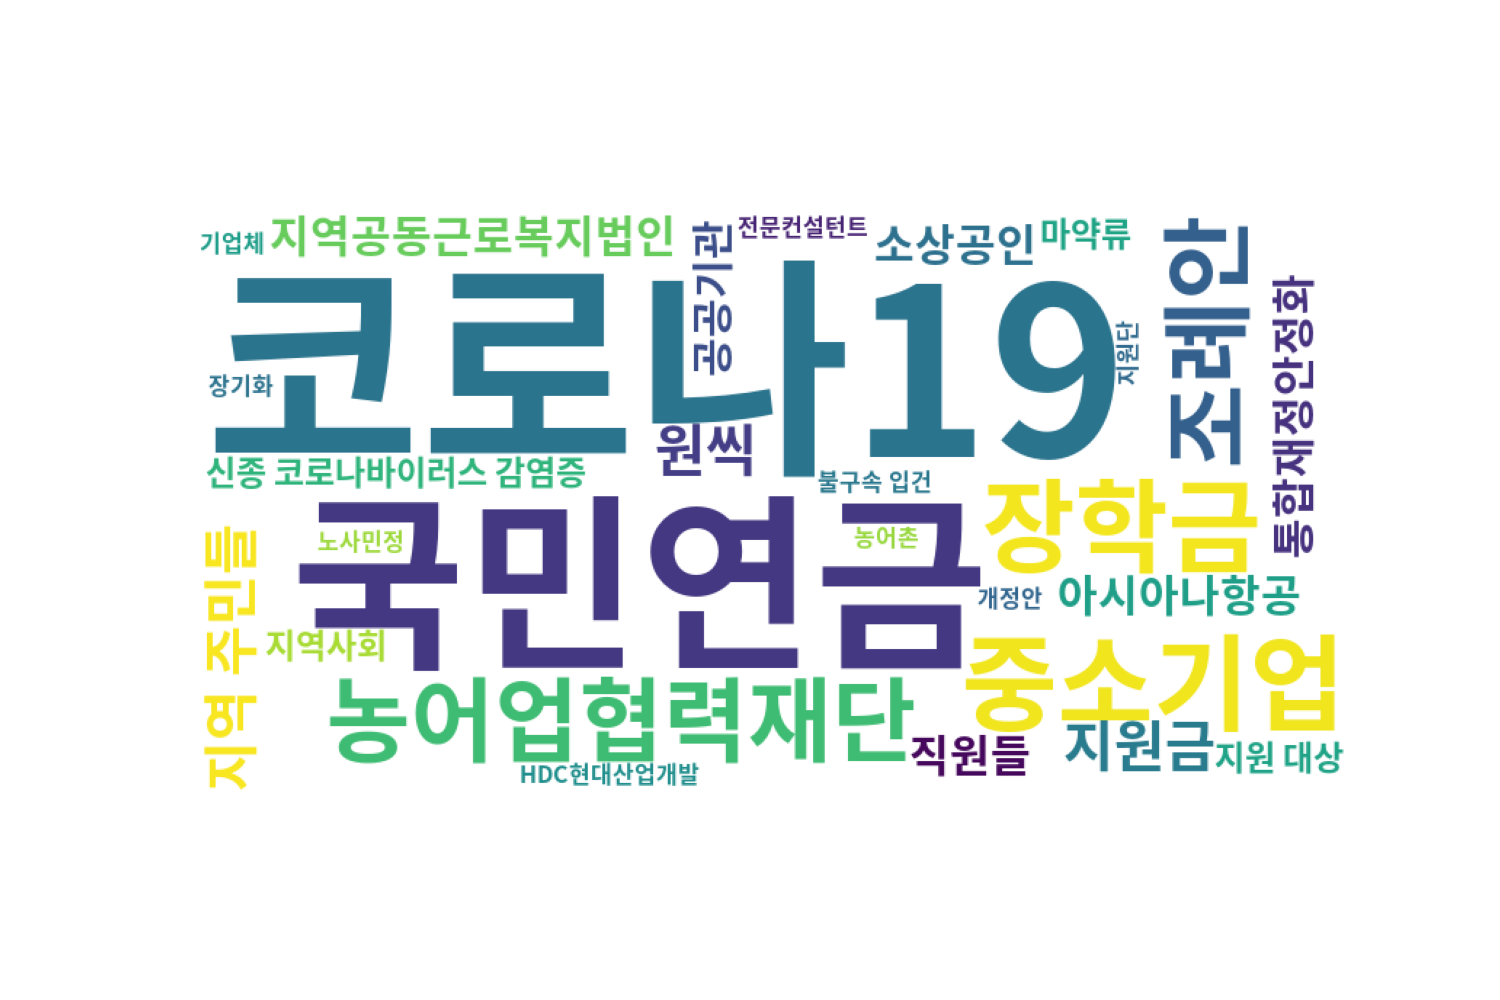 기업체
지역공동근로복지법인
공공기관
전문컨설턴트
소상공인
마약류
조례안
통합재정안정화
코로나19
지원단
장기화
신종 코로나바이러스 감염증
원씩
불구속 입건
장학금
국민연금
노사민정
농어촌
개정안
아시아나항공
지역 주민들
지역사회
중소기업
농어업협력재단
직원들
지원금
지원 대상
HDC현대산업개발